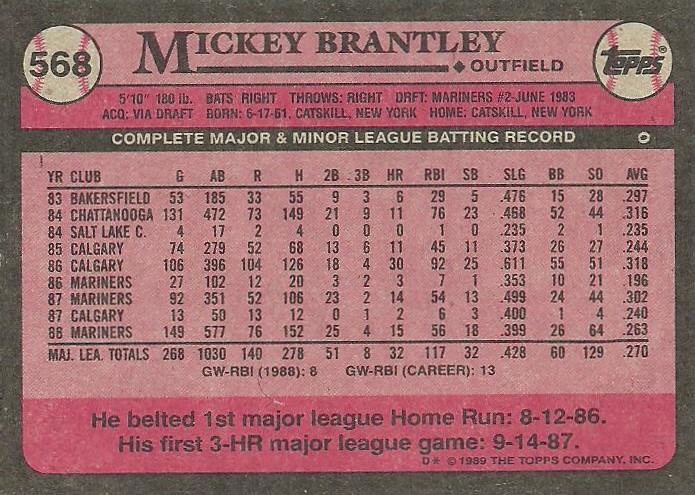 568
MICKEY BRANTLEY
OUTFIELD
TOPPS®
5'10" 180 lb. BATS: RIGHT THROWS: RIGHT DRFT: MARINERS #2-JUNE 1983
ACQ: VIA DRAFT BORN: 6-17-61, CATSKILL, NEW YORK HOME: CATSKILL, NEW YORK
COMPLETE MAJOR & MINOR LEAGUE BATTING RECORD
YR CLUB G AB R H 2B 3B HR RBI SB SLG BB SO AVG
83 BAKERSFIELD 53 185 33 55 9 3 6 29 5 .476 15 28 .297
84 CHATTANOOGA 131 472 73 149 21 9 11 76 23 .468 52 44 .316
84 SALT LAKE C. 4 17 2 4 0 0 0 1 0 .235 2 1 .235
85 CALGARY 74 279 52 68 13 6 11 45 11 .373 26 27 .244
86 CALGARY 106 396 104 126 18 4 30 92 25 .611 55 51 .318
86 MARINERS 27 102 12 20 3 2 3 7 1 .353 10 21 .196
87 MARINERS 92 351 52 106 23 2 14 54 13 .499 24 44 .302
87 CALGARY 13 50 13 12 0 1 2 6 3 .400 1 4 .240
88 MARINERS 149 577 76 152 25 4 15 56 18 .399 26 64 .263
MAJ. LEA. TOTALS 268 1030 140 278 51 8 32 117 32 .428 60 129 .270
GW-RBI (1988): 8 GW-RBI (CAREER): 13
He belted 1st major league Home Run: 8-12-86.
His first 3-HR major league game: 9-14-87.
D* © 1989 THE TOPPS COMPANY, INC.